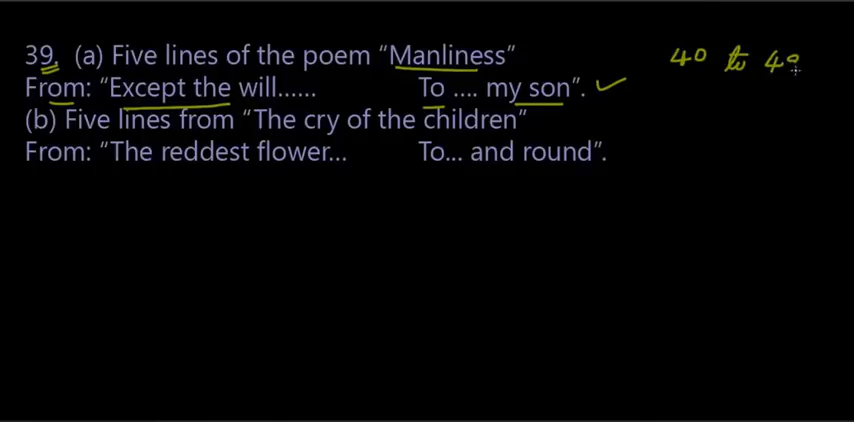 39. (a) Five lines of the poem “Manliness” 40 to 49
From: “Except the will...... To .... my son”.
(b) Five lines from “The cry of the children”
From: “The reddest flower... To... and round”.